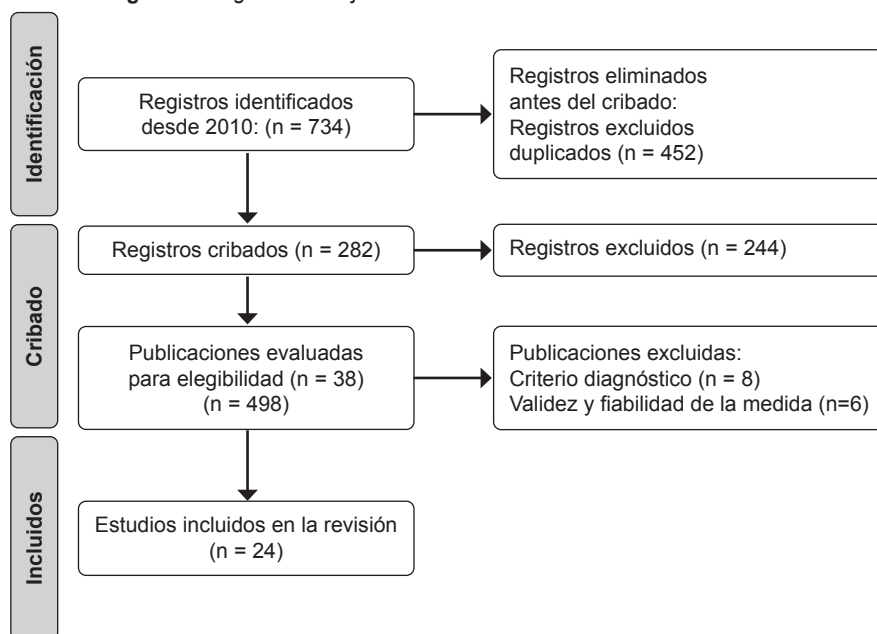 Identificación
Registros identificados
desde 2010: (n = 734)
Registros eliminados
antes del cribado:
Registros excluidos
duplicados (n = 452)
Cribado
Registros cribados (n = 282)
Registros excluidos (n = 244)
Publicaciones evaluadas
para elegibilidad (n = 38)
(n = 498)
Publicaciones excluidas:
Criterio diagnóstico (n = 8)
Validez y fiabilidad de la medida (n=6)
Incluidos
Estudios incluidos en la revisión
(n = 24)